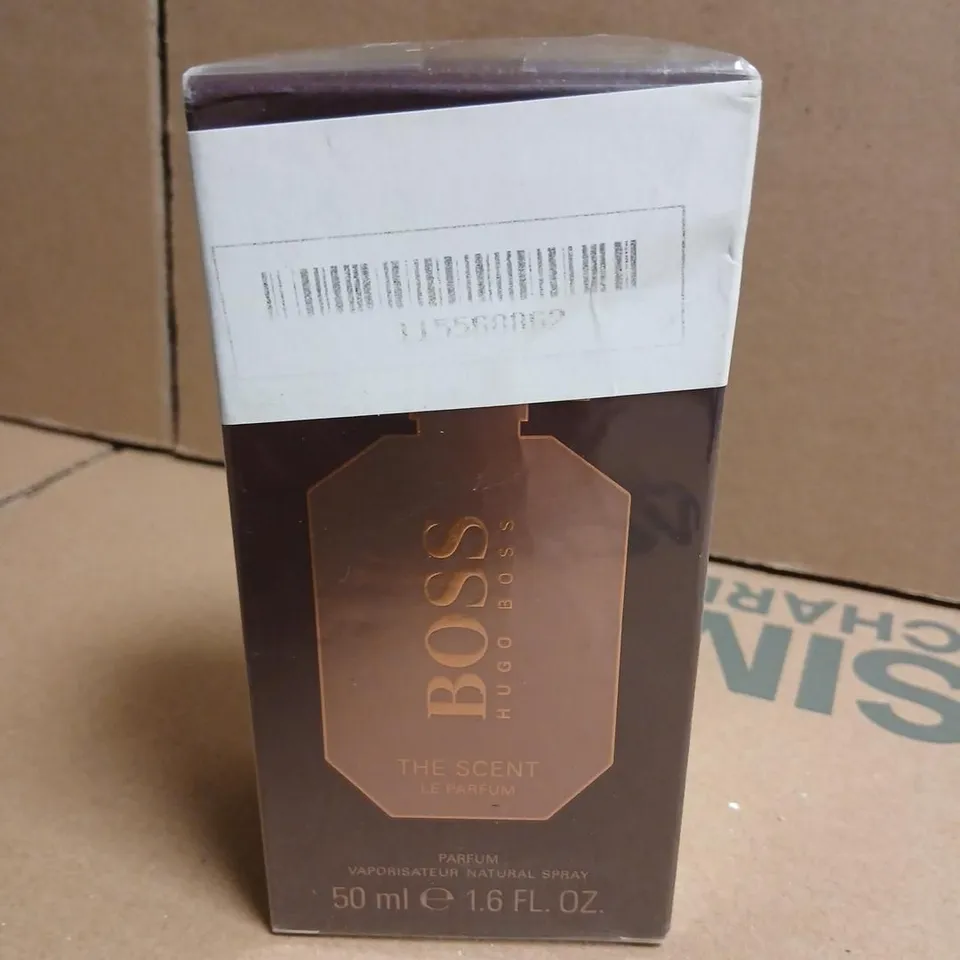 BOSS
HUGO BOSS
THE SCENT
LE PARFUM
PARFUM
VAPORISATEUR NATURAL SPRAY
50 ml ℮ 1.6 FL. OZ.